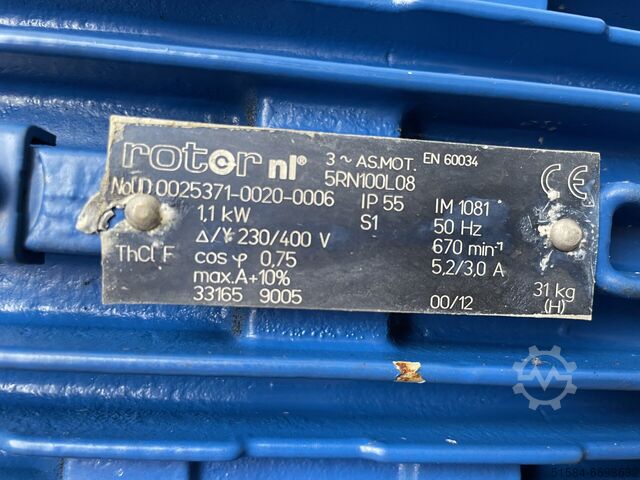 rotor nl®
3~AS.MOT. EN 60034
NoUD 0025371-0020-0006
5RN100L08
1,1 kW IP 55 IM 1081
Δ/Y 230/400 V S1 50 Hz
ThCl F cos φ 0,75 670 min⁻¹
max.A+10% 5,2/3,0 A
33165 9005 00/12 31 kg
(H)
CE